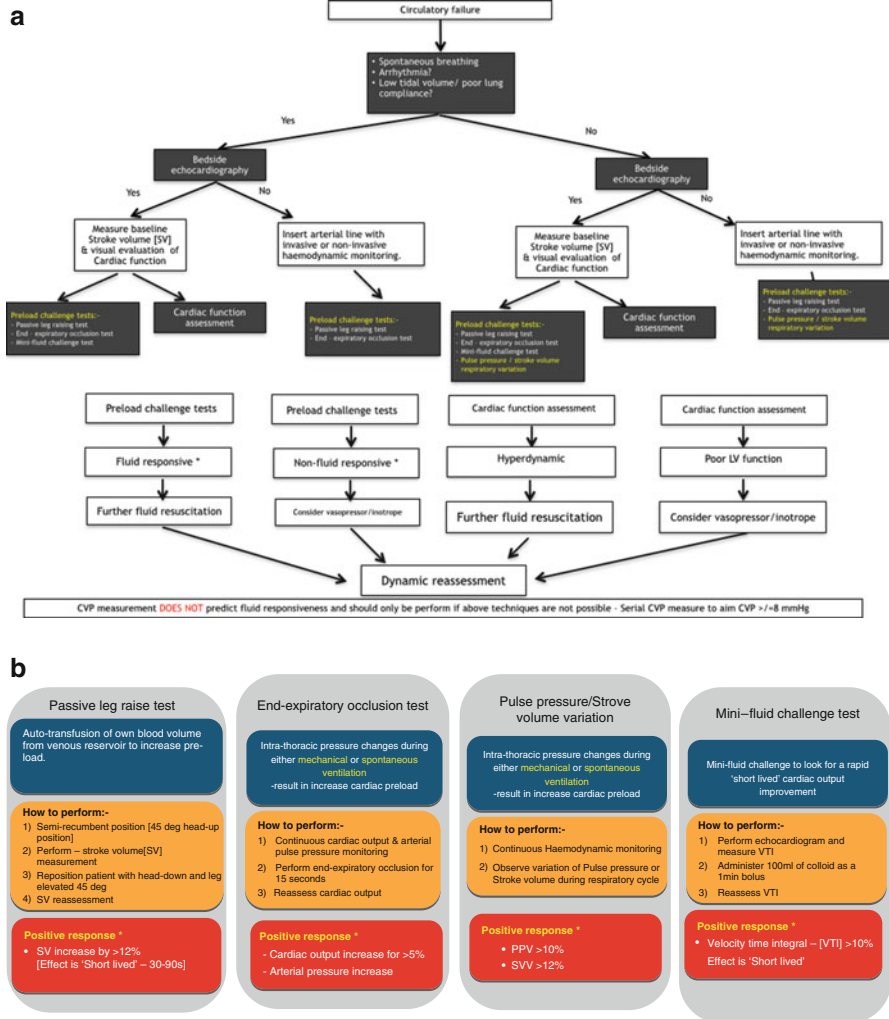 a
Circulatory failure
• Spontaneous breathing
• Arrhythmia?
• Low tidal volume/ poor lung
compliance?
Yes
No
Bedside
echocardiography
Bedside
echocardiography
Yes
No
Yes
No
Measure baseline
Stroke volume [SV]
& visual evaluation of
Cardiac function
Insert arterial line with
invasive or non-invasive
haemodynamic monitoring.
Measure baseline
Stroke volume [SV]
& visual evaluation of
Cardiac function
Insert arterial line with
invasive or non-invasive
haemodynamic monitoring.
Preload challenge tests:-
- Passive leg raising test
- End - expiratory occlusion test
- Mini-fluid challenge test
Cardiac function
assessment
Preload challenge tests:-
- Passive leg raising test
- End - expiratory occlusion test
Preload challenge tests:-
- Passive leg raising test
- End - expiratory occlusion test
- Mini-fluid challenge test
- Pulse pressure / stroke volume
respiratory variation
Cardiac function
assessment
Preload challenge tests:-
- Passive leg raising test
- End - expiratory occlusion test
- Pulse pressure / stroke volume
respiratory variation
Preload challenge tests
Preload challenge tests
Cardiac function assessment
Cardiac function assessment
Fluid responsive *
Non-fluid responsive *
Hyperdynamic
Poor LV function
Further fluid resuscitation
Consider vasopressor/inotrope
Further fluid resuscitation
Consider vasopressor/inotrope
Dynamic reassessment
CVP measurement DOES NOT predict fluid responsiveness and should only be perform if above techniques are not possible - Serial CVP measure to aim CVP >/=8 mmHg
b
Passive leg raise test
Auto-transfusion of own blood volume
from venous reservoir to increase pre-
load.
How to perform:-
1) Semi-recumbent position [45 deg head-up
position]
2) Perform – stroke volume[SV]
measurement
3) Reposition patient with head-down and leg
elevated 45 deg
4) SV reassessment
Positive response *
• SV increase by >12%
[Effect is 'Short lived' – 30-90s]
End-expiratory occlusion test
Intra-thoracic pressure changes during
either mechanical or spontaneous
ventilation
-result in increase cardiac preload
How to perform:-
1) Continuous cardiac output & arterial
pulse pressure monitoring
2) Perform end-expiratory occlusion for
15 seconds
3) Reassess cardiac output
Positive response *
- Cardiac output increase for >5%
- Arterial pressure increase
Pulse pressure/Strove
volume variation
Intra-thoracic pressure changes during
either mechanical or spontaneous
ventilation
-result in increase cardiac preload
How to perform:-
1) Continuous Haemodynamic monitoring
2) Observe variation of Pulse pressure or
Stroke volume during respiratory cycle
Positive response *
• PPV >10%
• SVV >12%
Mini–fluid challenge test
Mini-fluid challenge to look for a rapid
'short lived' cardiac output
improvement
How to perform:-
1) Perform echocardiogram and
measure VTI
2) Administer 100ml of colloid as a
1min bolus
3) Reassess VTI
Positive response *
• Velocity time integral – [VTI] >10%
Effect is 'Short lived'